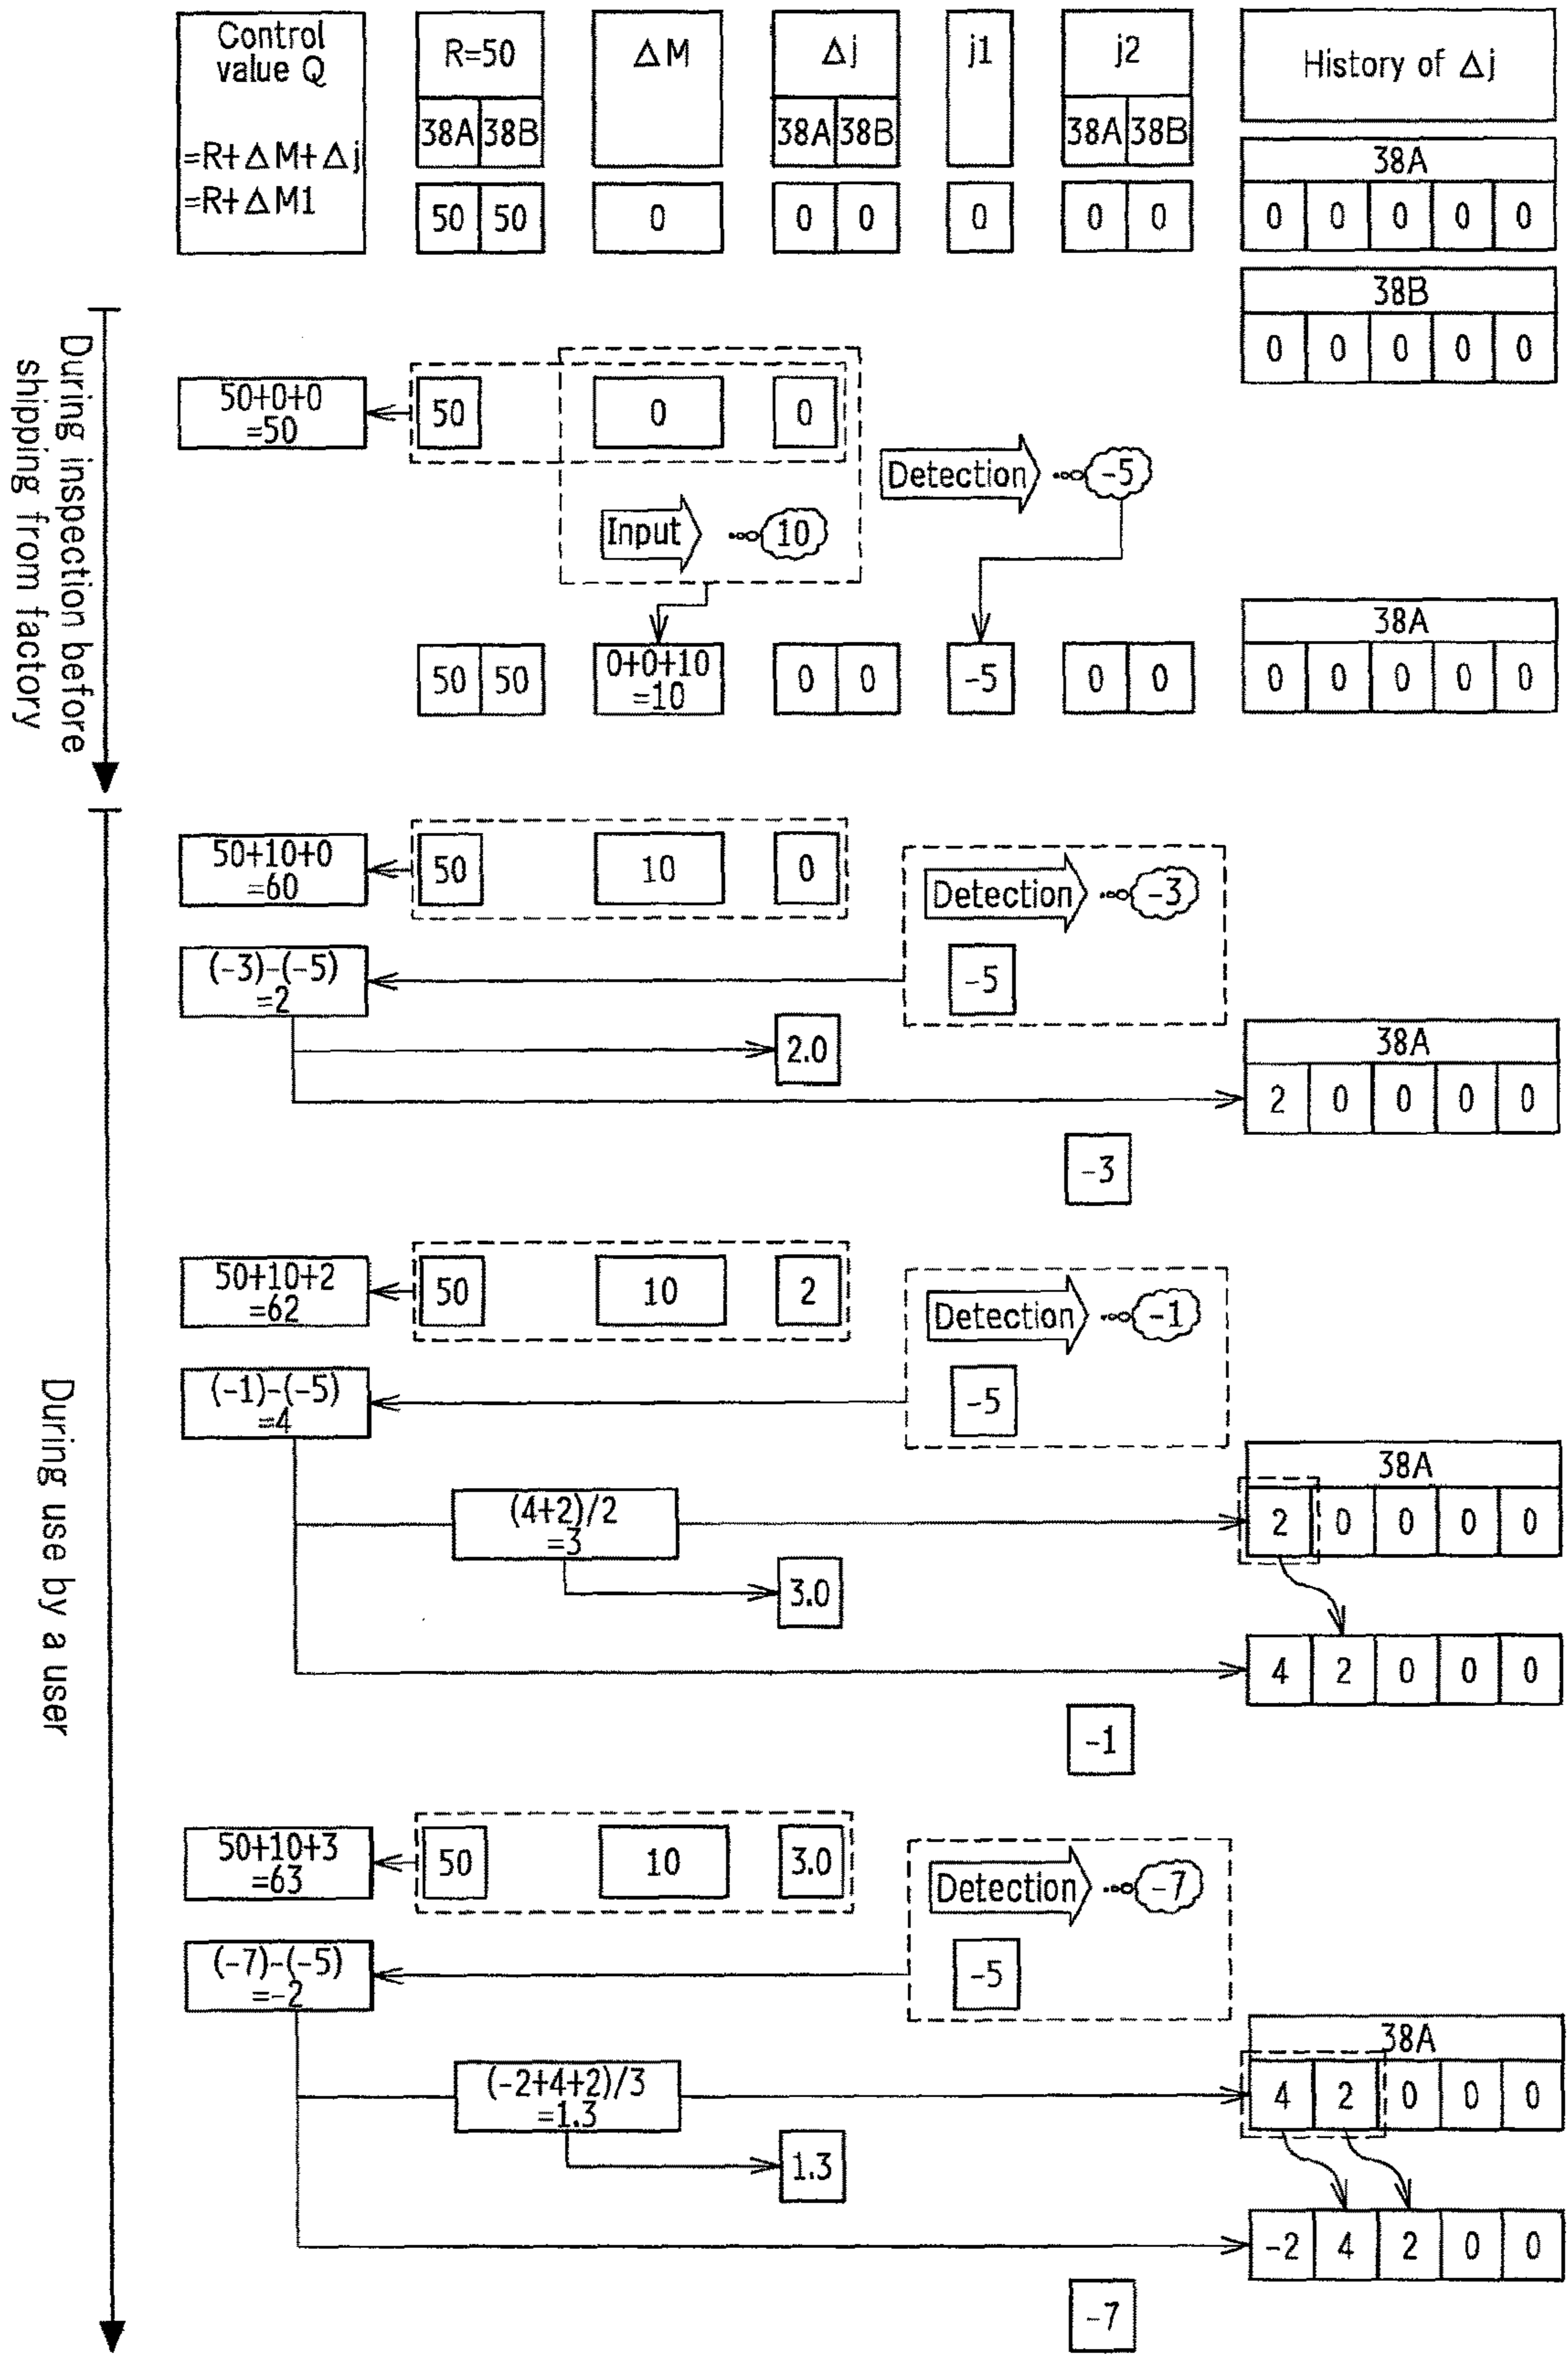 Control
value Q
=R+△M+△j
=R+△M1
R=50
38A 38B
50 50
△M
0
△j
38A 38B
0 0
j1
0
j2
38A 38B
0 0
History of △j
38A
0 0 0 0 0
38B
0 0 0 0 0
During inspection before
shipping from factory
50+0+0
=50
50
0
0
Detection
-5
Input
10
50 50
0+0+10
=10
0 0
-5
0 0
38A
0 0 0 0 0
During use by a user
50+10+0
=60
50
10
0
Detection
-3
(-3)-(-5)
=2
-5
2.0
38A
2 0 0 0 0
-3
50+10+2
=62
50
10
2
Detection
-1
(-1)-(-5)
=4
-5
38A
2 0 0 0 0
(4+2)/2
=3
3.0
4 2 0 0 0
-1
50+10+3
=63
50
10
3.0
Detection
-7
(-7)-(-5)
=-2
-5
38A
4 2 0 0 0
(-2+4+2)/3
=1.3
1.3
-2 4 2 0 0
-7